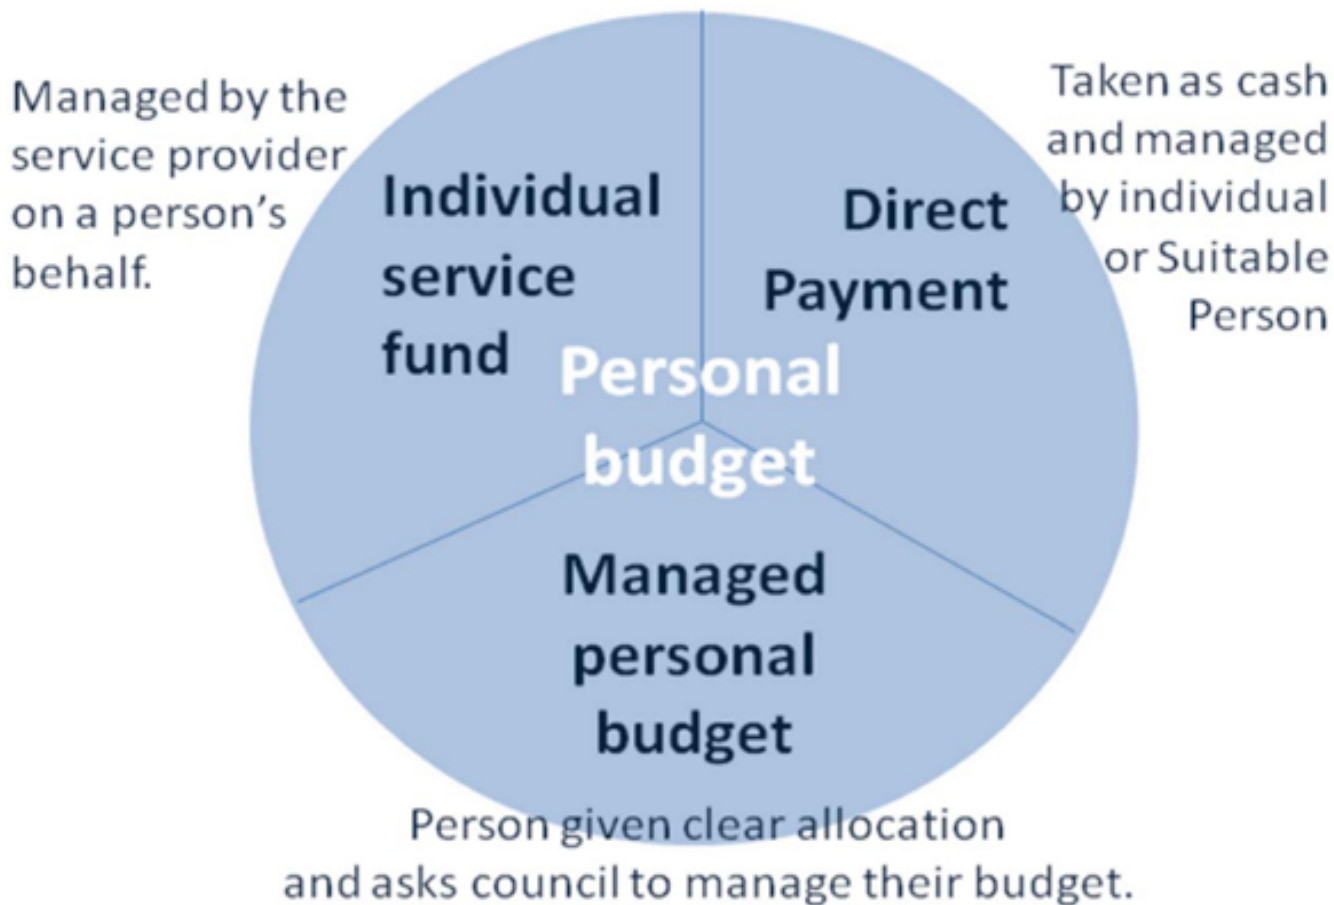 Managed by the
service provider
on a person's
behalf.
Individual
service
fund
Direct
Payment
Taken as cash
and managed
by individual
or Suitable
Person
Personal
budget
Managed
personal
budget
Person given clear allocation
and asks council to manage their budget.